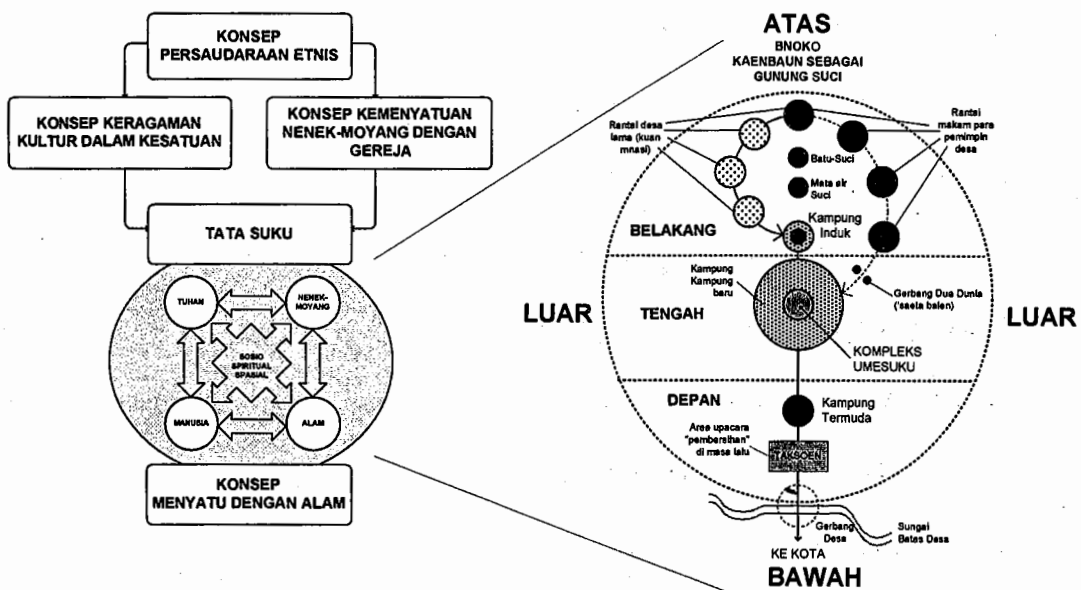 KONSEP
PERSAUDARAAN ETNIS
KONSEP KERAGAMAN
KULTUR DALAM KESATUAN
KONSEP KEMENYATUAN
NENEK-MOYANG DENGAN
GEREJA
TATA SUKU
TUHAN
NENEK-
MOYANG
SOSIO
SPIRITUAL
SPASIAL
MANUSIA
ALAM
KONSEP
MENYATU DENGAN ALAM
ATAS
BNOKO
KAENBAUN SEBAGAI
GUNUNG SUCI
Rantai desa
lama (kuan
mnasi)
Rantai
makam para
pemimpin
desa
Batu-Suci
Mata air
Suci
Kampung
Induk
BELAKANG
Kampung
Kampung
baru
Gerbang Dua Dunia
('saeta balen)
LUAR
TENGAH
LUAR
KOMPLEKS
UMESUKU
DEPAN
Kampung
Termuda
Area upacara
"pembersihan"
di masa lalu
TAKSOEN
Gerbang
Desa
Sungai
Batas Desa
KE KOTA
BAWAH